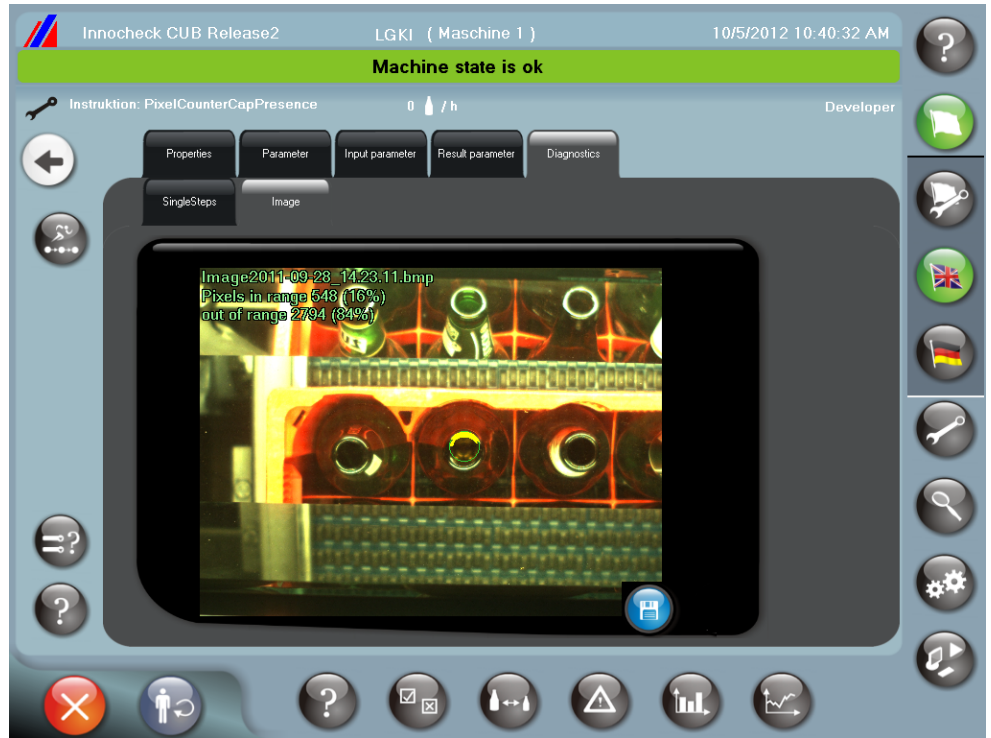 Innocheck CUB Release2 LGKI ( Maschine 1 ) 10/5/2012 10:40:32 AM
Machine state is ok
Instruktion: PixelCounterCapPresence 0 / h Developer
Properties Parameter Input parameter Result parameter Diagnostics
SingleSteps Image
Image2011-09-28_14.23.11.bmp
Pixels in range 548 (16%)
out of range 2794 (84%)